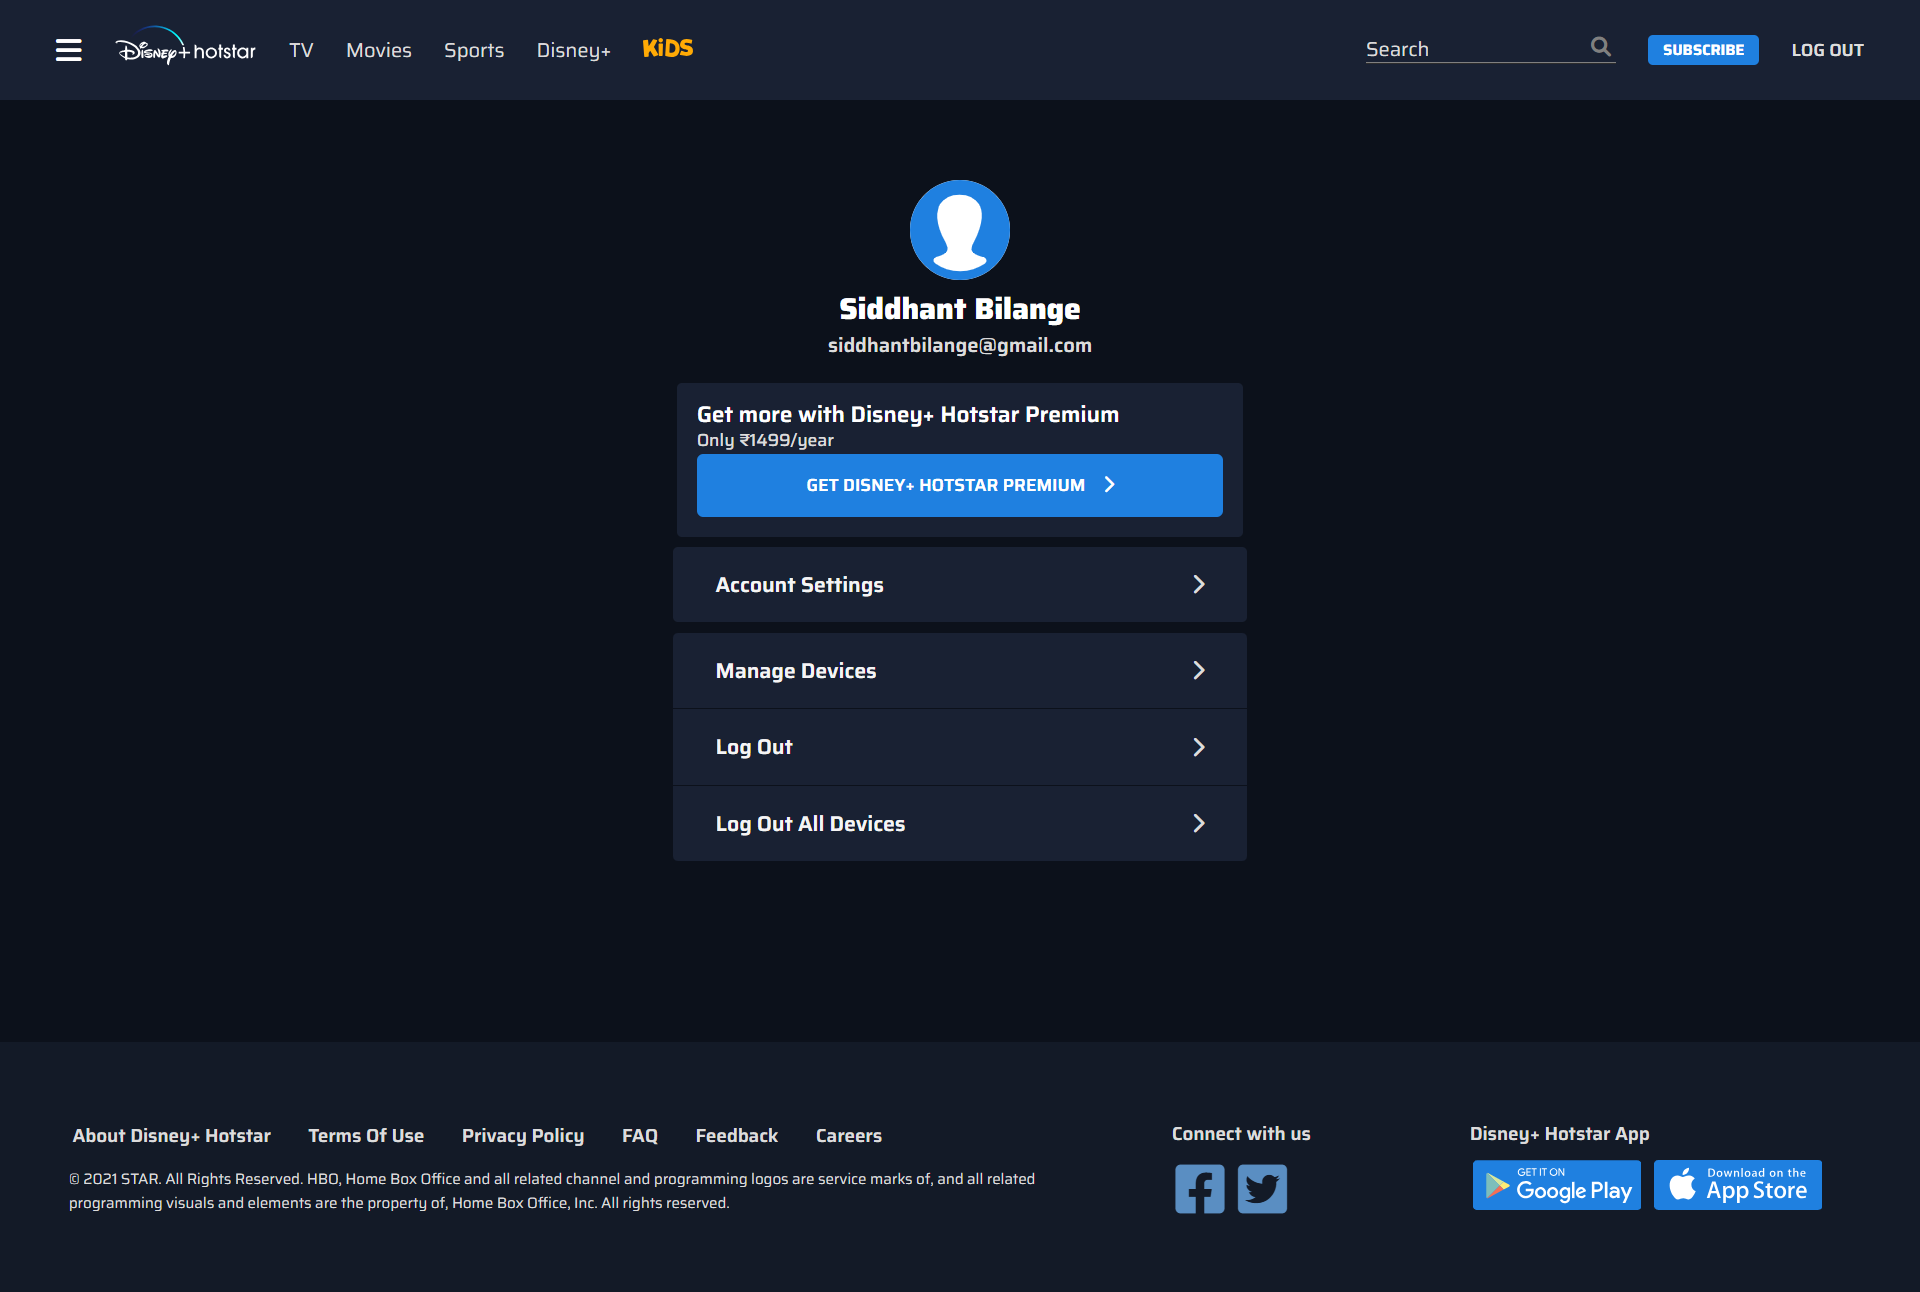 Disney+ hotstar TV Movies Sports Disney+ KiDS Search SUBSCRIBE LOG OUT
Siddhant Bilange
siddhantbilange@gmail.com
Get more with Disney+ Hotstar Premium
Only ₹1499/year
GET DISNEY+ HOTSTAR PREMIUM
Account Settings
Manage Devices
Log Out
Log Out All Devices
About Disney+ Hotstar Terms Of Use Privacy Policy FAQ Feedback Careers
© 2021 STAR. All Rights Reserved. HBO, Home Box Office and all related channel and programming logos are service marks of, and all related
programming visuals and elements are the property of, Home Box Office, Inc. All rights reserved.
Connect with us
Disney+ Hotstar App
GET IT ON
Google Play
Download on the
App Store